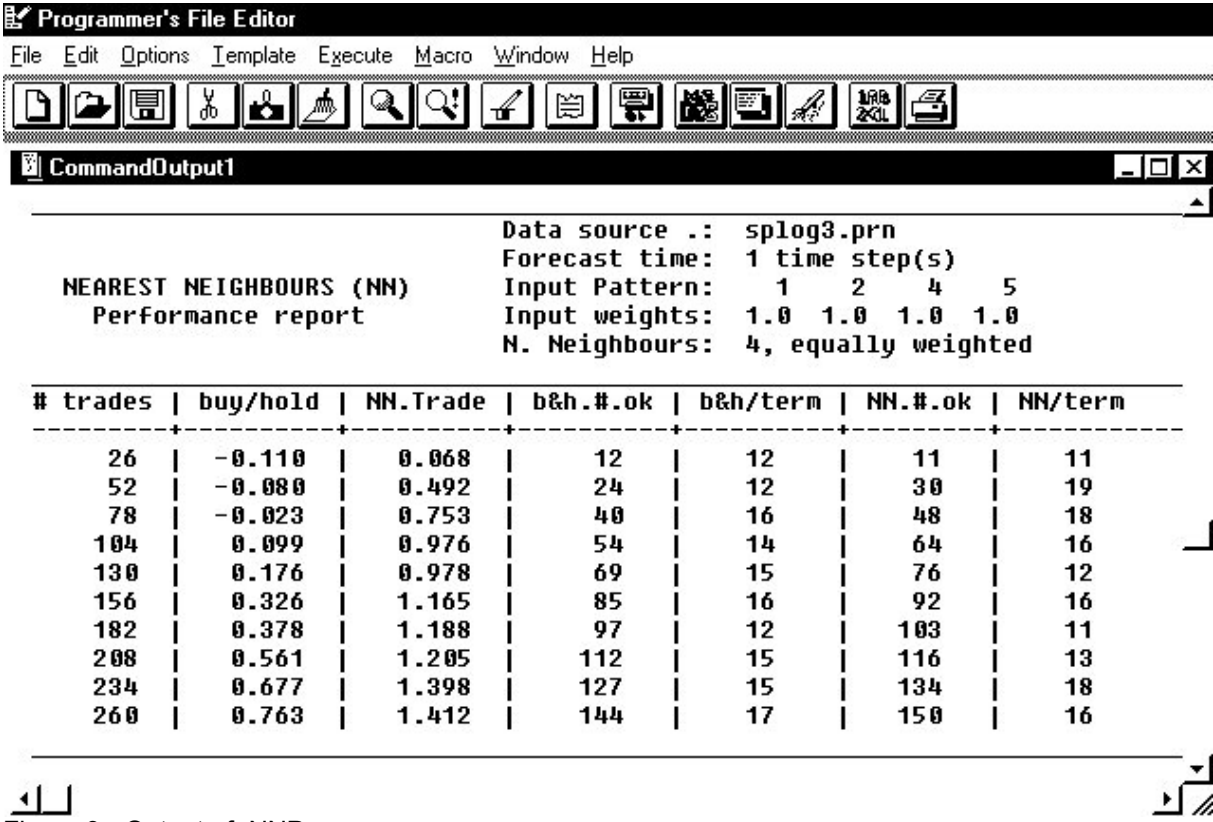 Programmer's File Editor
File Edit Options Template Execute Macro Window Help
CommandOutput1
Data source .: splog3.prn
Forecast time: 1 time step(s)
NEAREST NEIGHBOURS (NN) Input Pattern: 1 2 4 5
Performance report Input weights: 1.0 1.0 1.0 1.0
N. Neighbours: 4, equally weighted
# trades | buy/hold | NN.Trade | b&h.#.ok | b&h/term | NN.#.ok | NN/term
----------+-----------+----------+----------+----------+---------+------------
26 | -0.110 | 0.068 | 12 | 12 | 11 | 11
52 | -0.080 | 0.492 | 24 | 12 | 30 | 19
78 | -0.023 | 0.753 | 40 | 16 | 48 | 18
104 | 0.099 | 0.976 | 54 | 14 | 64 | 16
130 | 0.176 | 0.978 | 69 | 15 | 76 | 12
156 | 0.326 | 1.165 | 85 | 16 | 92 | 16
182 | 0.378 | 1.188 | 97 | 12 | 103 | 11
208 | 0.561 | 1.205 | 112 | 15 | 116 | 13
234 | 0.677 | 1.398 | 127 | 15 | 134 | 18
260 | 0.763 | 1.412 | 144 | 17 | 150 | 16